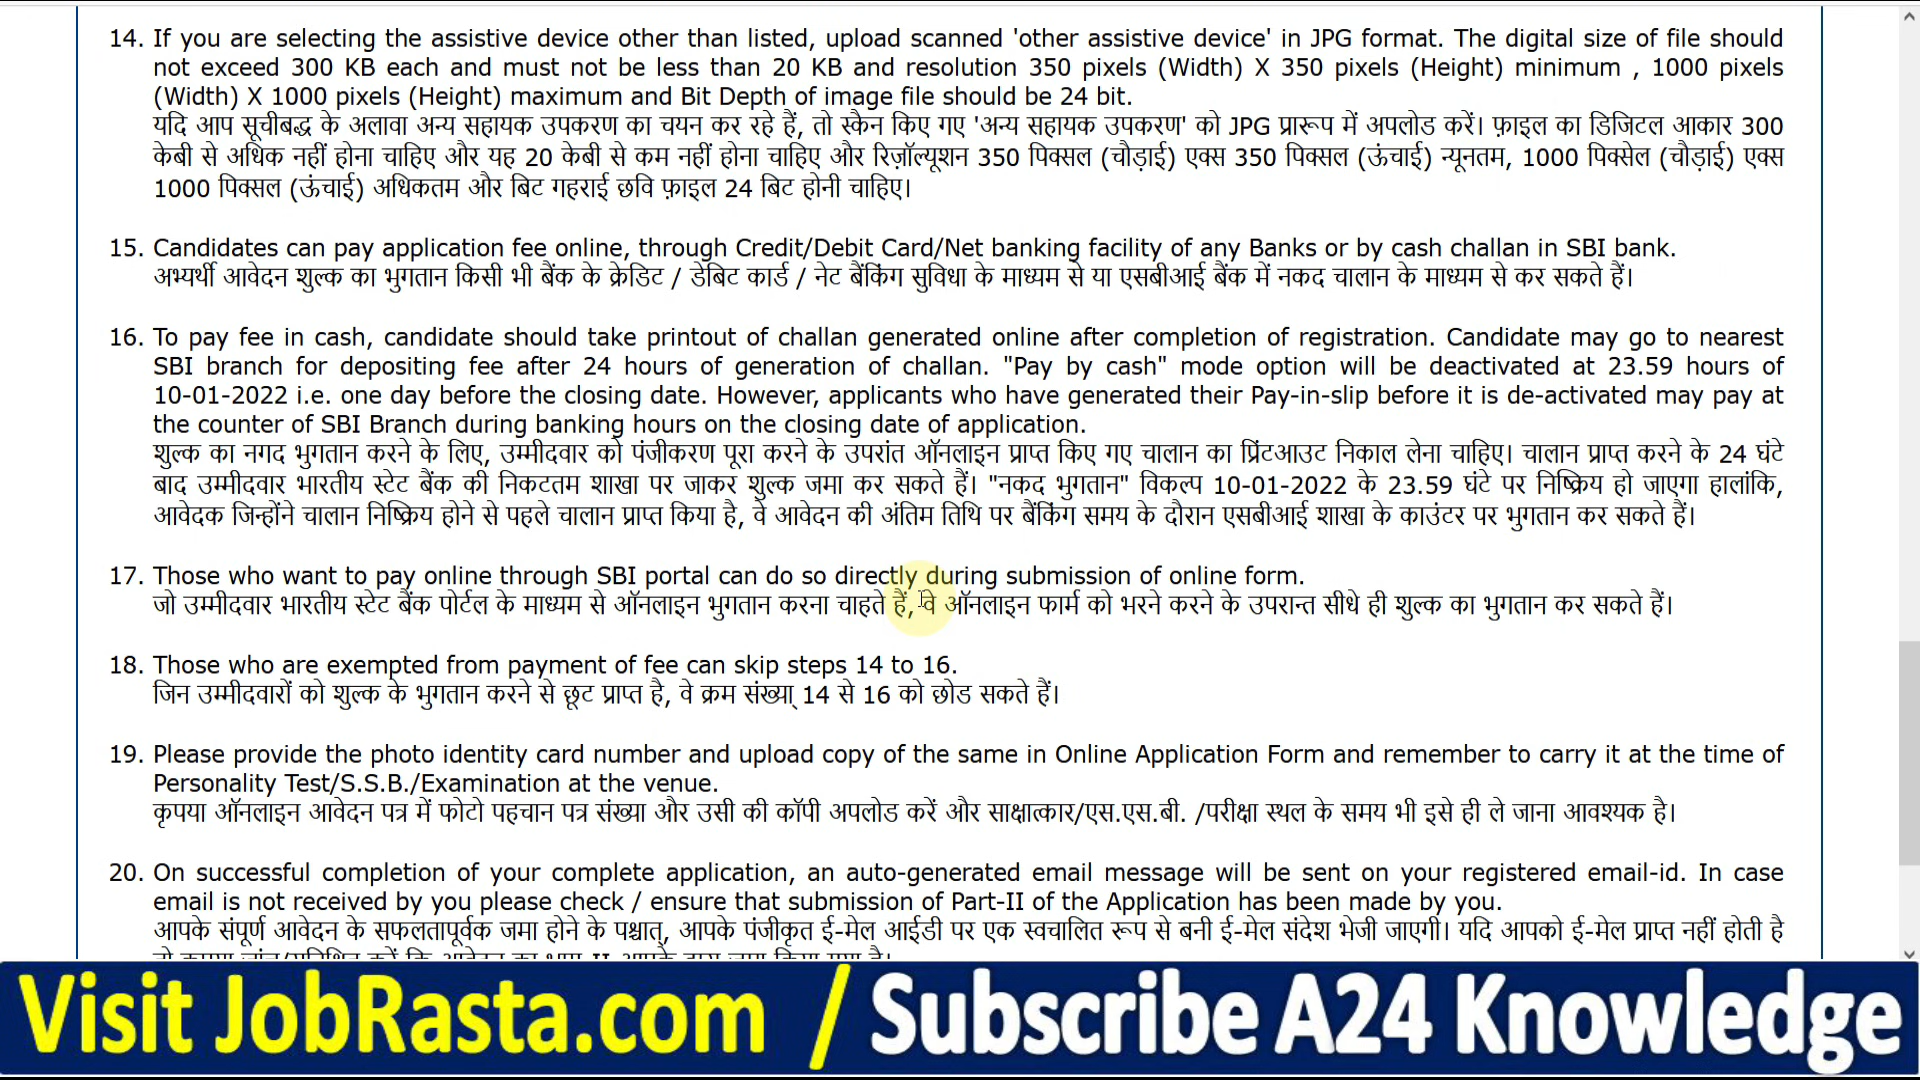 14. If you are selecting the assistive device other than listed, upload scanned 'other assistive device' in JPG format. The digital size of file should
not exceed 300 KB each and must not be less than 20 KB and resolution 350 pixels (Width) X 350 pixels (Height) minimum , 1000 pixels
(Width) X 1000 pixels (Height) maximum and Bit Depth of image file should be 24 bit.
यदि आप सूचीबद्ध के अलावा अन्य सहायक उपकरण का चयन कर रहे हैं, तो स्कैन किए गए 'अन्य सहायक उपकरण' को JPG प्रारूप में अपलोड करें। फ़ाइल का डिजिटल आकार 300
केबी से अधिक नहीं होना चाहिए और यह 20 केबी से कम नहीं होना चाहिए और रिज़ॉल्यूशन 350 पिक्सल (चौड़ाई) एक्स 350 पिक्सल (ऊंचाई) न्यूनतम, 1000 पिक्सेल (चौड़ाई) एक्स
1000 पिक्सल (ऊंचाई) अधिकतम और बिट गहराई छवि फ़ाइल 24 बिट होनी चाहिए।
15. Candidates can pay application fee online, through Credit/Debit Card/Net banking facility of any Banks or by cash challan in SBI bank.
अभ्यर्थी आवेदन शुल्क का भुगतान किसी भी बैंक के क्रेडिट / डेबिट कार्ड / नेट बैंकिंग सुविधा के माध्यम से या एसबीआई बैंक में नकद चालान के माध्यम से कर सकते हैं।
16. To pay fee in cash, candidate should take printout of challan generated online after completion of registration. Candidate may go to nearest
SBI branch for depositing fee after 24 hours of generation of challan. "Pay by cash" mode option will be deactivated at 23.59 hours of
10-01-2022 i.e. one day before the closing date. However, applicants who have generated their Pay-in-slip before it is de-activated may pay at
the counter of SBI Branch during banking hours on the closing date of application.
शुल्क का नगद भुगतान करने के लिए, उम्मीदवार को पंजीकरण पूरा करने के उपरांत ऑनलाइन प्राप्त किए गए चालान का प्रिंटआउट निकाल लेना चाहिए। चालान प्राप्त करने के 24 घंटे
बाद उम्मीदवार भारतीय स्टेट बैंक की निकटतम शाखा पर जाकर शुल्क जमा कर सकते हैं। "नकद भुगतान" विकल्प 10-01-2022 के 23.59 घंटे पर निष्क्रिय हो जाएगा हालांकि,
आवेदक जिन्होंने चालान निष्क्रिय होने से पहले चालान प्राप्त किया है, वे आवेदन की अंतिम तिथि पर बैंकिंग समय के दौरान एसबीआई शाखा के काउंटर पर भुगतान कर सकते हैं।
17. Those who want to pay online through SBI portal can do so directly during submission of online form.
जो उम्मीदवार भारतीय स्टेट बैंक पोर्टल के माध्यम से ऑनलाइन भुगतान करना चाहते हैं, वे ऑनलाइन फार्म को भरने करने के उपरान्त सीधे ही शुल्क का भुगतान कर सकते हैं।
18. Those who are exempted from payment of fee can skip steps 14 to 16.
जिन उम्मीदवारों को शुल्क के भुगतान करने से छूट प्राप्त है, वे क्रम संख्या् 14 से 16 को छोड सकते हैं।
19. Please provide the photo identity card number and upload copy of the same in Online Application Form and remember to carry it at the time of
Personality Test/S.S.B./Examination at the venue.
कृपया ऑनलाइन आवेदन पत्र में फोटो पहचान पत्र संख्या और उसी की कॉपी अपलोड करें और साक्षात्कार/एस.एस.बी. /परीक्षा स्थल के समय भी इसे ही ले जाना आवश्यक है।
20. On successful completion of your complete application, an auto-generated email message will be sent on your registered email-id. In case
email is not received by you please check / ensure that submission of Part-II of the Application has been made by you.
आपके संपूर्ण आवेदन के सफलतापूर्वक जमा होने के पश्चात्, आपके पंजीकृत ई-मेल आईडी पर एक स्वचालित रूप से बनी ई-मेल संदेश भेजी जाएगी। यदि आपको ई-मेल प्राप्त नहीं होती है
Visit JobRasta.com / Subscribe A24 Knowledge